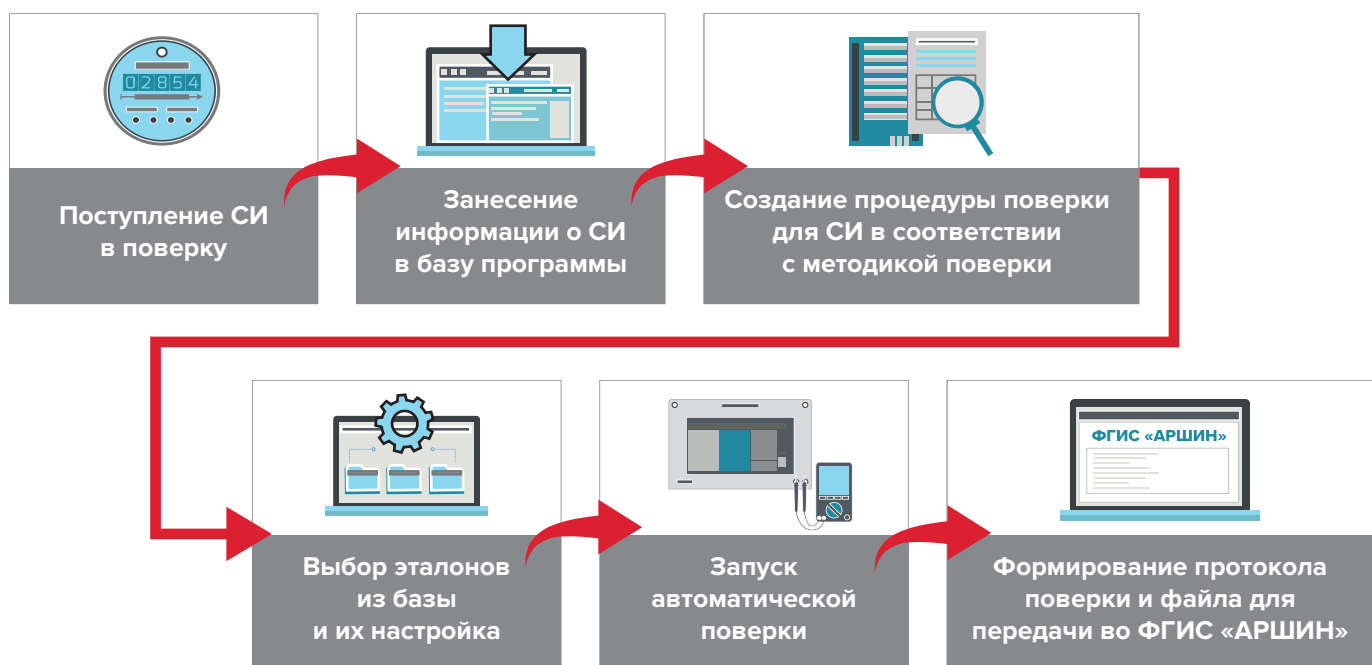 02854
Поступление СИ
в поверку
Занесение
информации о СИ
в базу программы
Создание процедуры поверки
для СИ в соответствии
с методикой поверки
Выбор эталонов
из базы
и их настройка
Запуск
автоматической
поверки
ФГИС «АРШИН»
Формирование протокола
поверки и файла для
передачи во ФГИС «АРШИН»